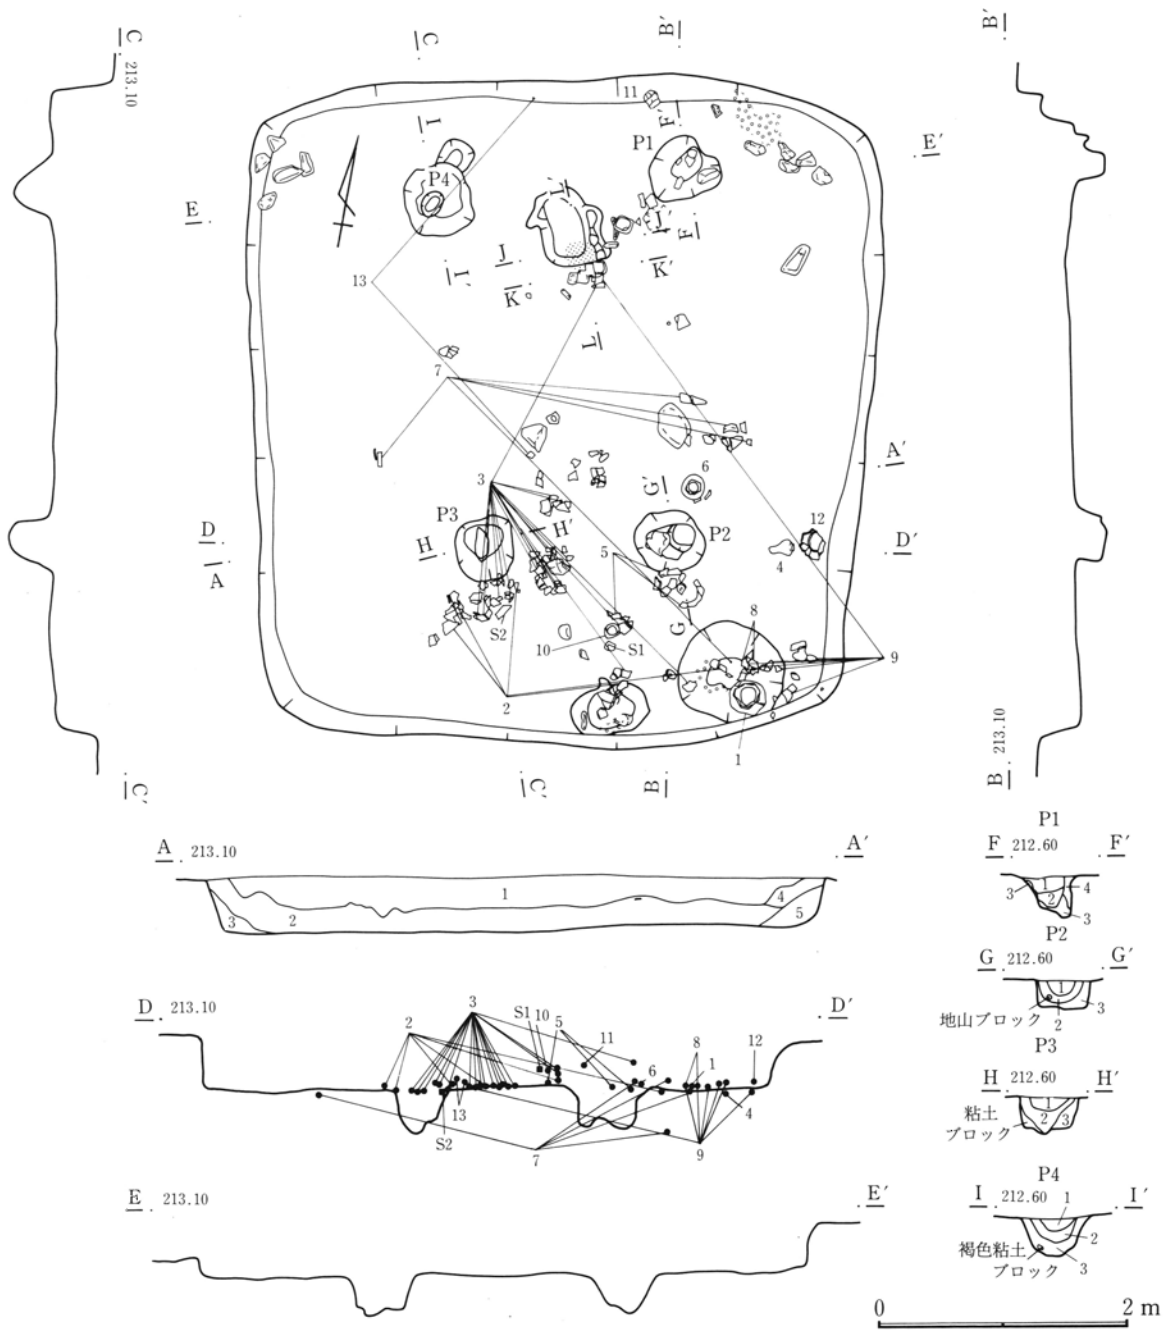 C
213.10
C
B′
B′
11
I
F′
P1
E′
P4
L′
E
J′
F
J
I
K′
K
13
L
7
A′
6
3
G′
P3
P2
12
D
H′
D′
H
5
4
A
8
S2
G
10
S1
9
2
1
213.10
B
C′
C′
B
P1
A
213.10
A′
F
212.60
F′
1
3
1
4
2
4
3
2
3
5
P2
G
212.60
G′
3
1
D
213.10
S1
10
5
D′
3
地山ブロック
2
2
11
8
1
12
P3
6
H
212.60
H′
1
13
4
粘土
ブロック
2
3
S2
7
9
P4
E
213.10
E′
I
212.60
1
I′
2
褐色粘土
ブロック
3
0
2 m